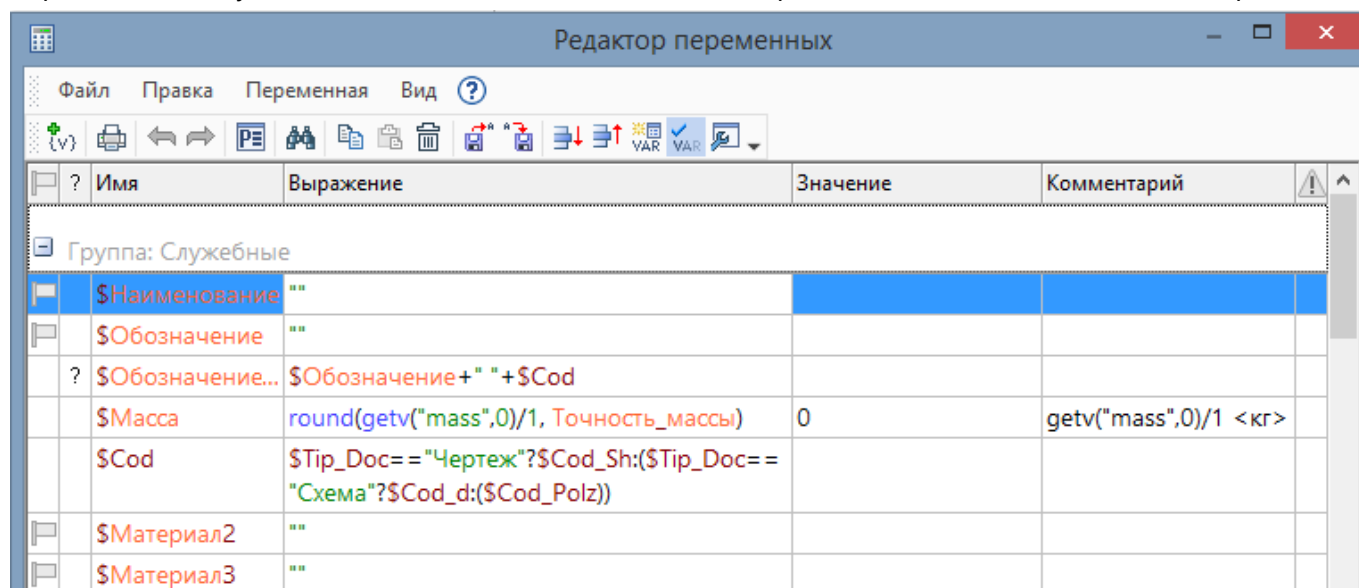 Редактор переменных
Файл Правка Переменная Вид ?
{v} P VAR VAR
? Имя Выражение Значение Комментарий
Группа: Служебные
$Наименование ""
$Обозначение ""
? $Обозначение... $Обозначение+" "+$Cod
$Масса round(getv("mass",0)/1, Точность_массы) 0 getv("mass",0)/1 <кг>
$Cod $Tip_Doc=="Чертеж"?$Cod_Sh:($Tip_Doc==
"Схема"?$Cod_d:($Cod_Polz))
$Материал2 ""
$Материал3 ""